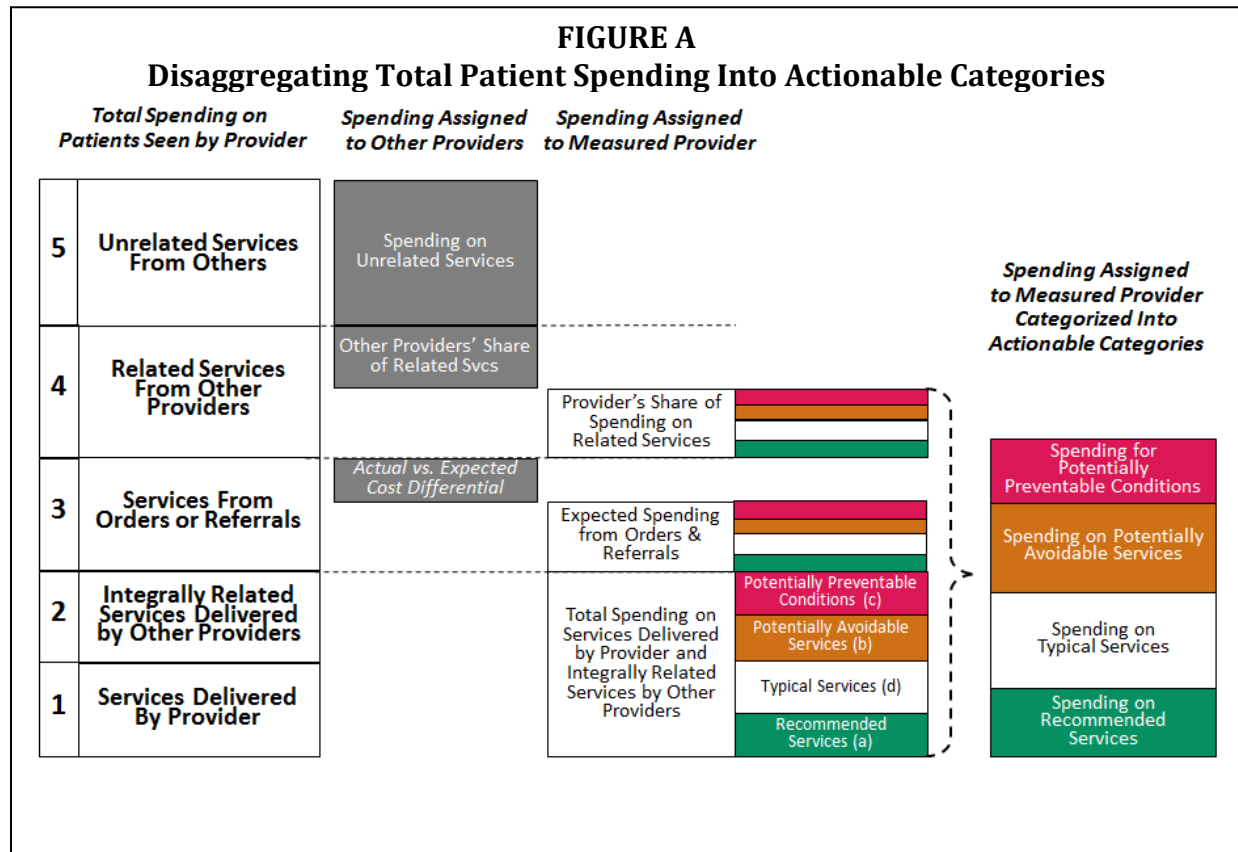 FIGURE A
Disaggregating Total Patient Spending Into Actionable Categories
Total Spending on
Patients Seen by Provider
Spending Assigned
to Other Providers
Spending Assigned
to Measured Provider
5
Unrelated Services
From Others
Spending on
Unrelated Services
Spending Assigned
to Measured Provider
Categorized Into
Actionable Categories
4
Related Services
From Other
Providers
Other Providers' Share
of Related Svcs
Provider's Share of
Spending on
Related Services
3
Services From
Orders or Referrals
Actual vs. Expected
Cost Differential
Expected Spending
from Orders &
Referrals
2
Integrally Related
Services Delivered
by Other Providers
1
Services Delivered
By Provider
Total Spending on
Services Delivered
by Provider and
Integrally Related
Services by Other
Providers
Potentially Preventable
Conditions (c)
Potentially Avoidable
Services (b)
Typical Services (d)
Recommended
Services (a)
Spending for
Potentially
Preventable Conditions
Spending on Potentially
Avoidable Services
Spending on
Typical Services
Spending on
Recommended
Services